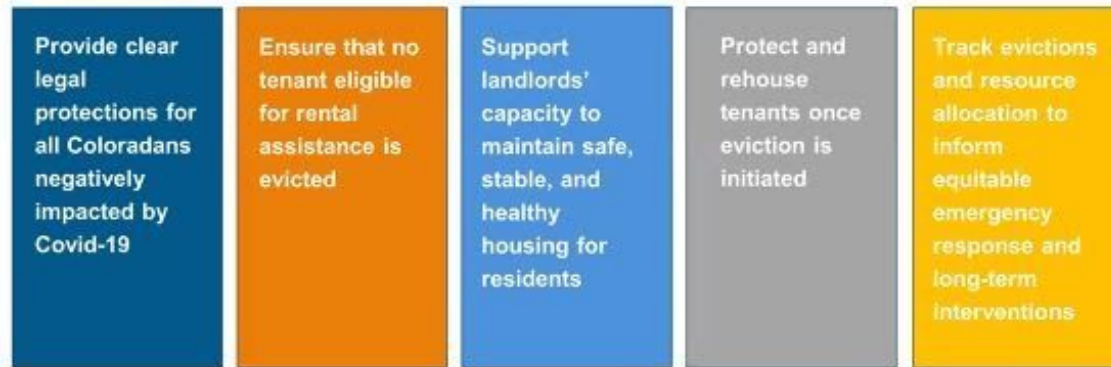 Provide clear
legal
protections for
all Coloradans
negatively
impacted by
Covid-19
Ensure that no
tenant eligible
for rental
assistance is
evicted
Support
landlords’
capacity to
maintain safe,
stable, and
healthy
housing for
residents
Protect and
rehouse
tenants once
eviction is
initiated
Track evictions
and resource
allocation to
inform
equitable
emergency
response and
long-term
interventions